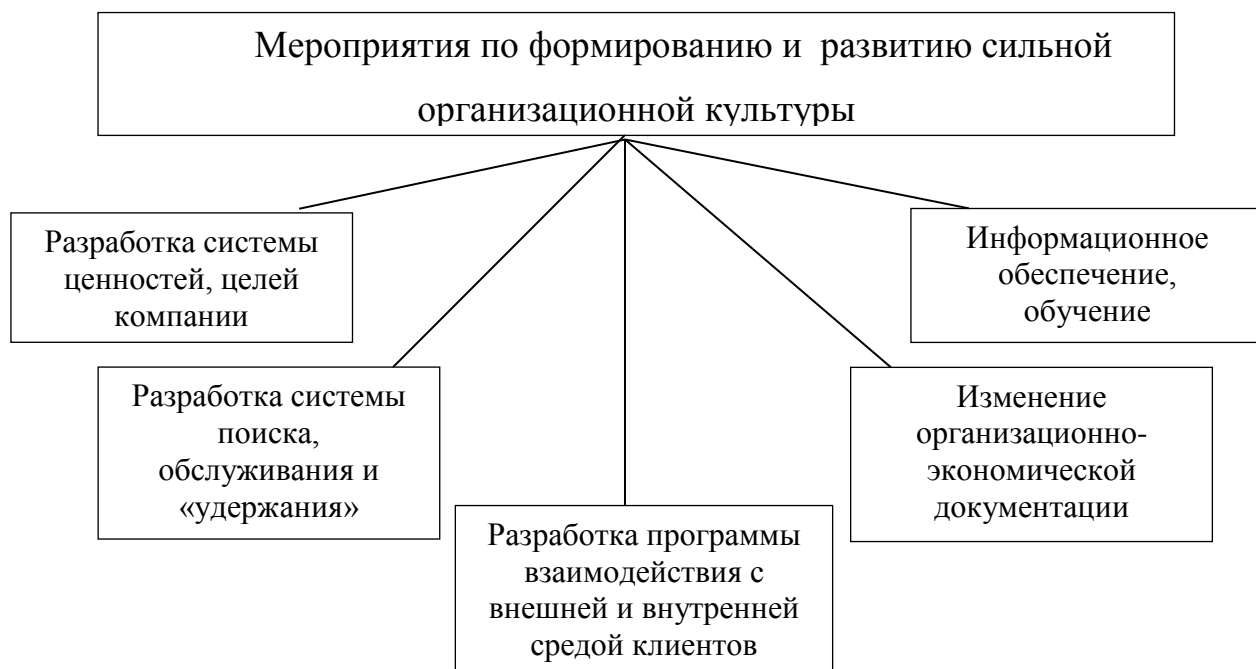 Мероприятия по формированию и развитию сильной
организационной культуры
Разработка системы
ценностей, целей
компании
Информационное
обеспечение,
обучение
Разработка системы
поиска,
обслуживания и
«удержания»
Изменение
организационно-
экономической
документации
Разработка программы
взаимодействия с
внешней и внутренней
средой клиентов